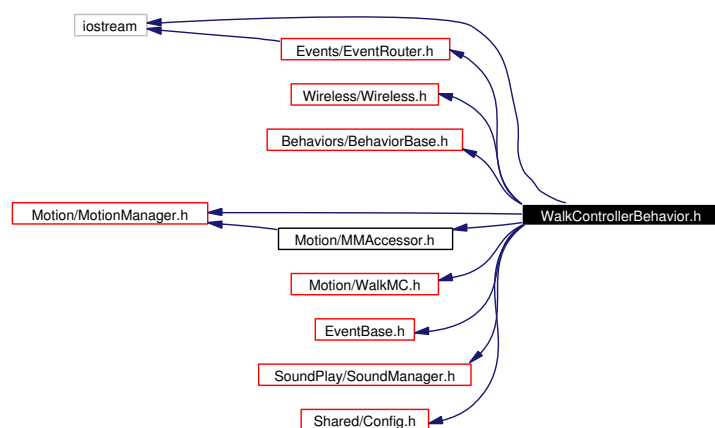 iostream
Events/EventRouter.h
Wireless/Wireless.h
Behaviors/BehaviorBase.h
Motion/MotionManager.h
WalkControllerBehavior.h
Motion/MMAccessor.h
Motion/WalkMC.h
EventBase.h
SoundPlay/SoundManager.h
Shared/Config.h